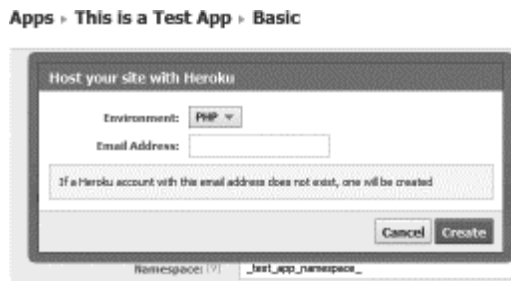 Apps ▸ This is a Test App ▸ Basic
Host your site with Heroku
Environment: PHP
Email Address:
If a Heroku account with this email address does not exist, one will be created
Cancel Create
Namespace: [?] _test_app_namespace_